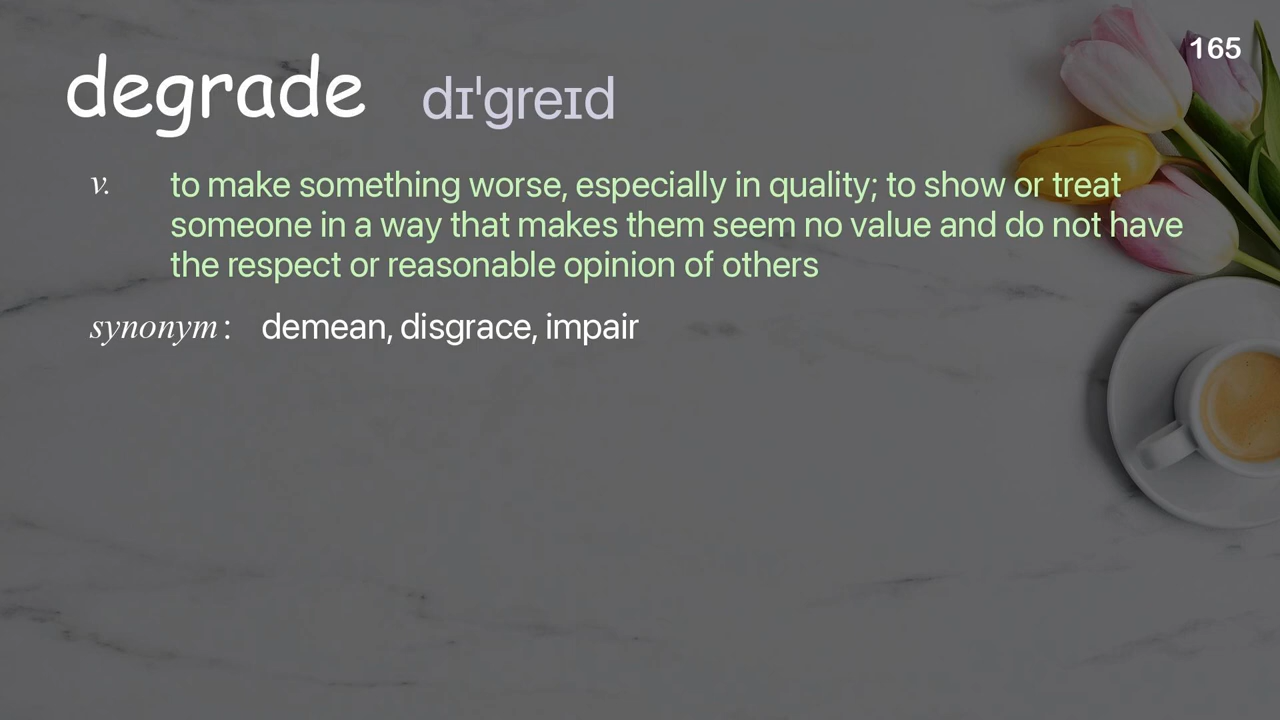 165
degrade dɪˈgreɪd
v. to make something worse, especially in quality; to show or treat
someone in a way that makes them seem no value and do not have
the respect or reasonable opinion of others
synonym: demean, disgrace, impair